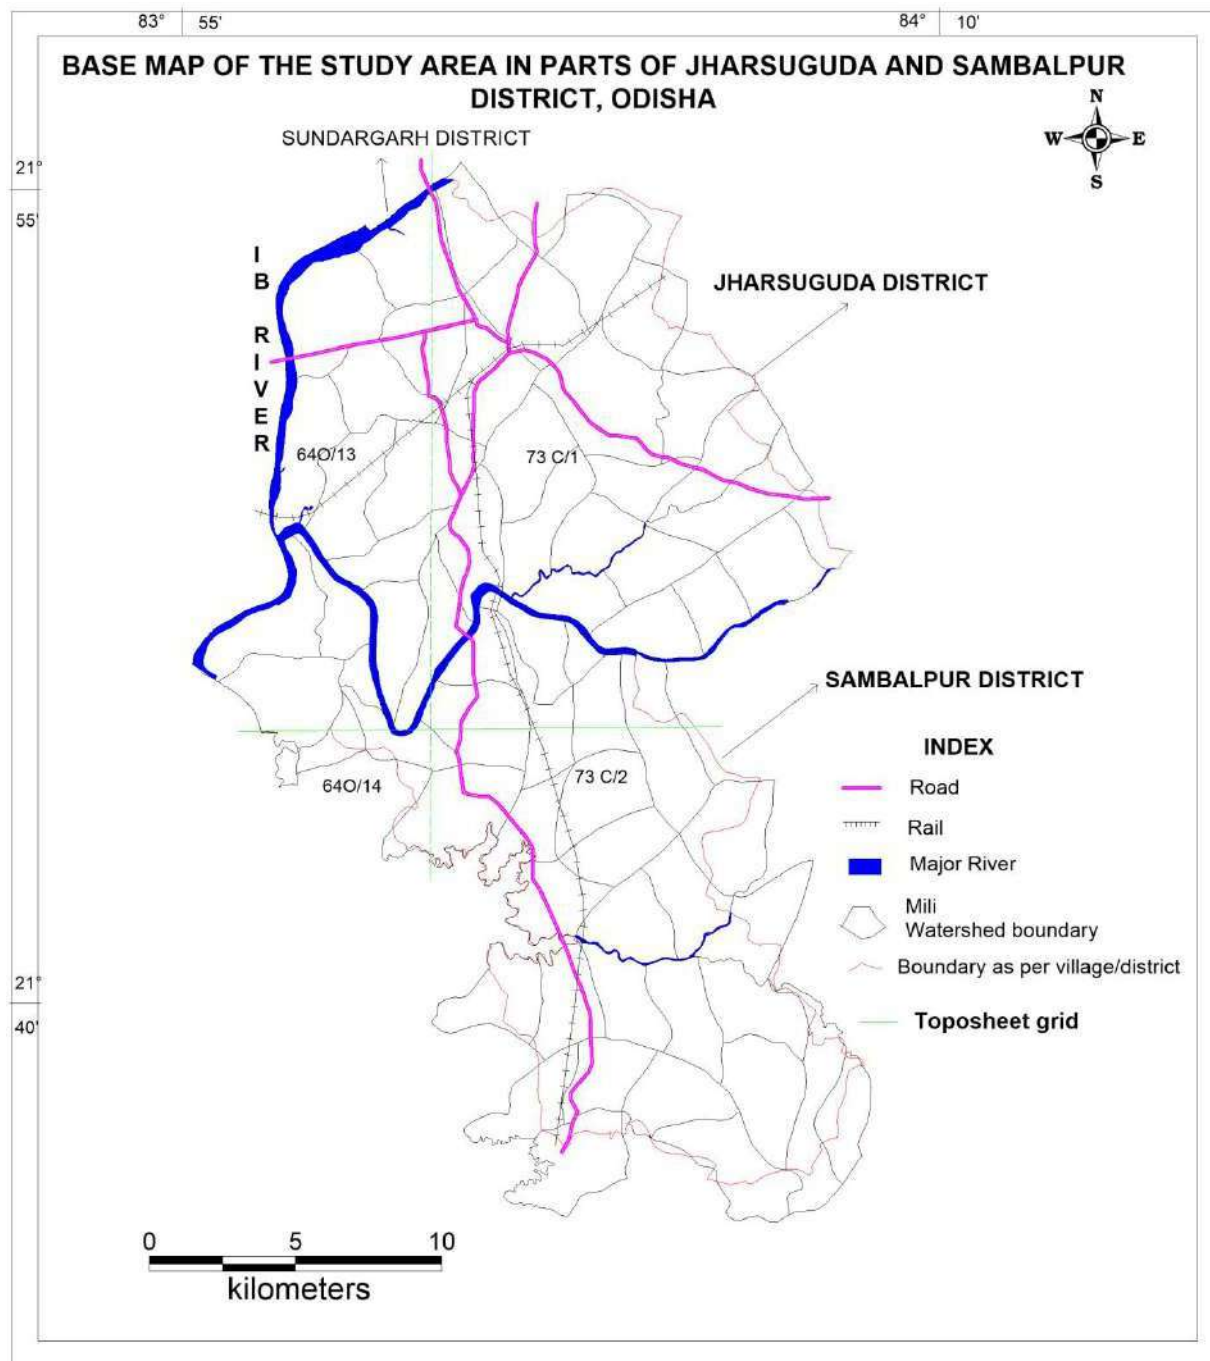 83° 55' 84° 10'
BASE MAP OF THE STUDY AREA IN PARTS OF JHARSUGUDA AND SAMBALPUR
DISTRICT, ODISHA
N
W E
S
SUNDARGARH DISTRICT
21°
55'
IB RIVER
JHARSUGUDA DISTRICT
64O/13
73 C/1
SAMBALPUR DISTRICT
64O/14
73 C/2
INDEX
Road
Rail
Major River
Mili
Watershed boundary
Boundary as per village/district
Toposheet grid
21°
40'
0 5 10
kilometers